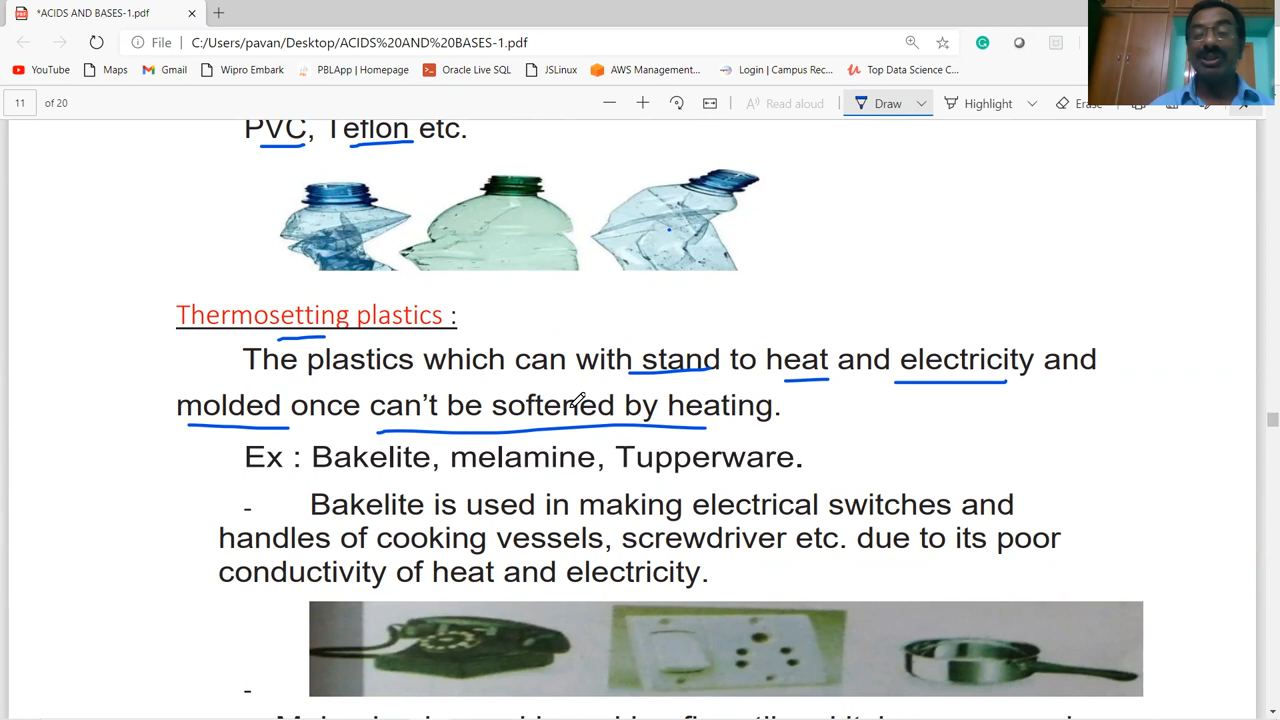 *ACIDS AND BASES-1.pdf
File C:/Users/pavan/Desktop/ACIDS%20AND%20BASES-1.pdf
YouTube Maps Gmail Wipro Embark PBLApp | Homepage Oracle Live SQL JSLinux AWS Management... Login | Campus Rec... Top Data Science C...
11 of 20 Read aloud Draw Highlight Erase
PVC, Teflon etc.
Thermosetting plastics :
The plastics which can with stand to heat and electricity and
molded once can't be softened by heating.
Ex : Bakelite, melamine, Tupperware.
- Bakelite is used in making electrical switches and
handles of cooking vessels, screwdriver etc. due to its poor
conductivity of heat and electricity.
-